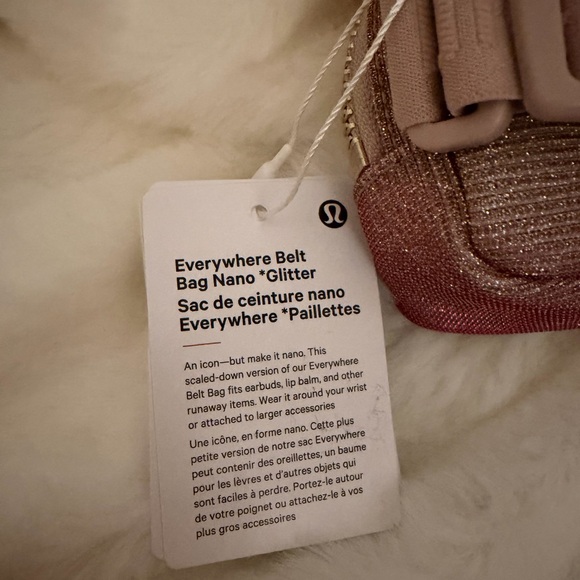 Everywhere Belt
Bag Nano *Glitter
Sac de ceinture nano
Everywhere *Paillettes
An icon—but make it nano. This
scaled-down version of our Everywhere
Belt Bag fits earbuds, lip balm, and other
runaway items. Wear it around your wrist
or attached to larger accessories
Une icône, en forme nano. Cette plus
petite version de notre sac Everywhere
peut contenir des oreillettes, un baume
pour les lèvres et d'autres objets qui
sont faciles à perdre. Portez-le autour
de votre poignet ou attachez-le à vos
plus gros accessoires